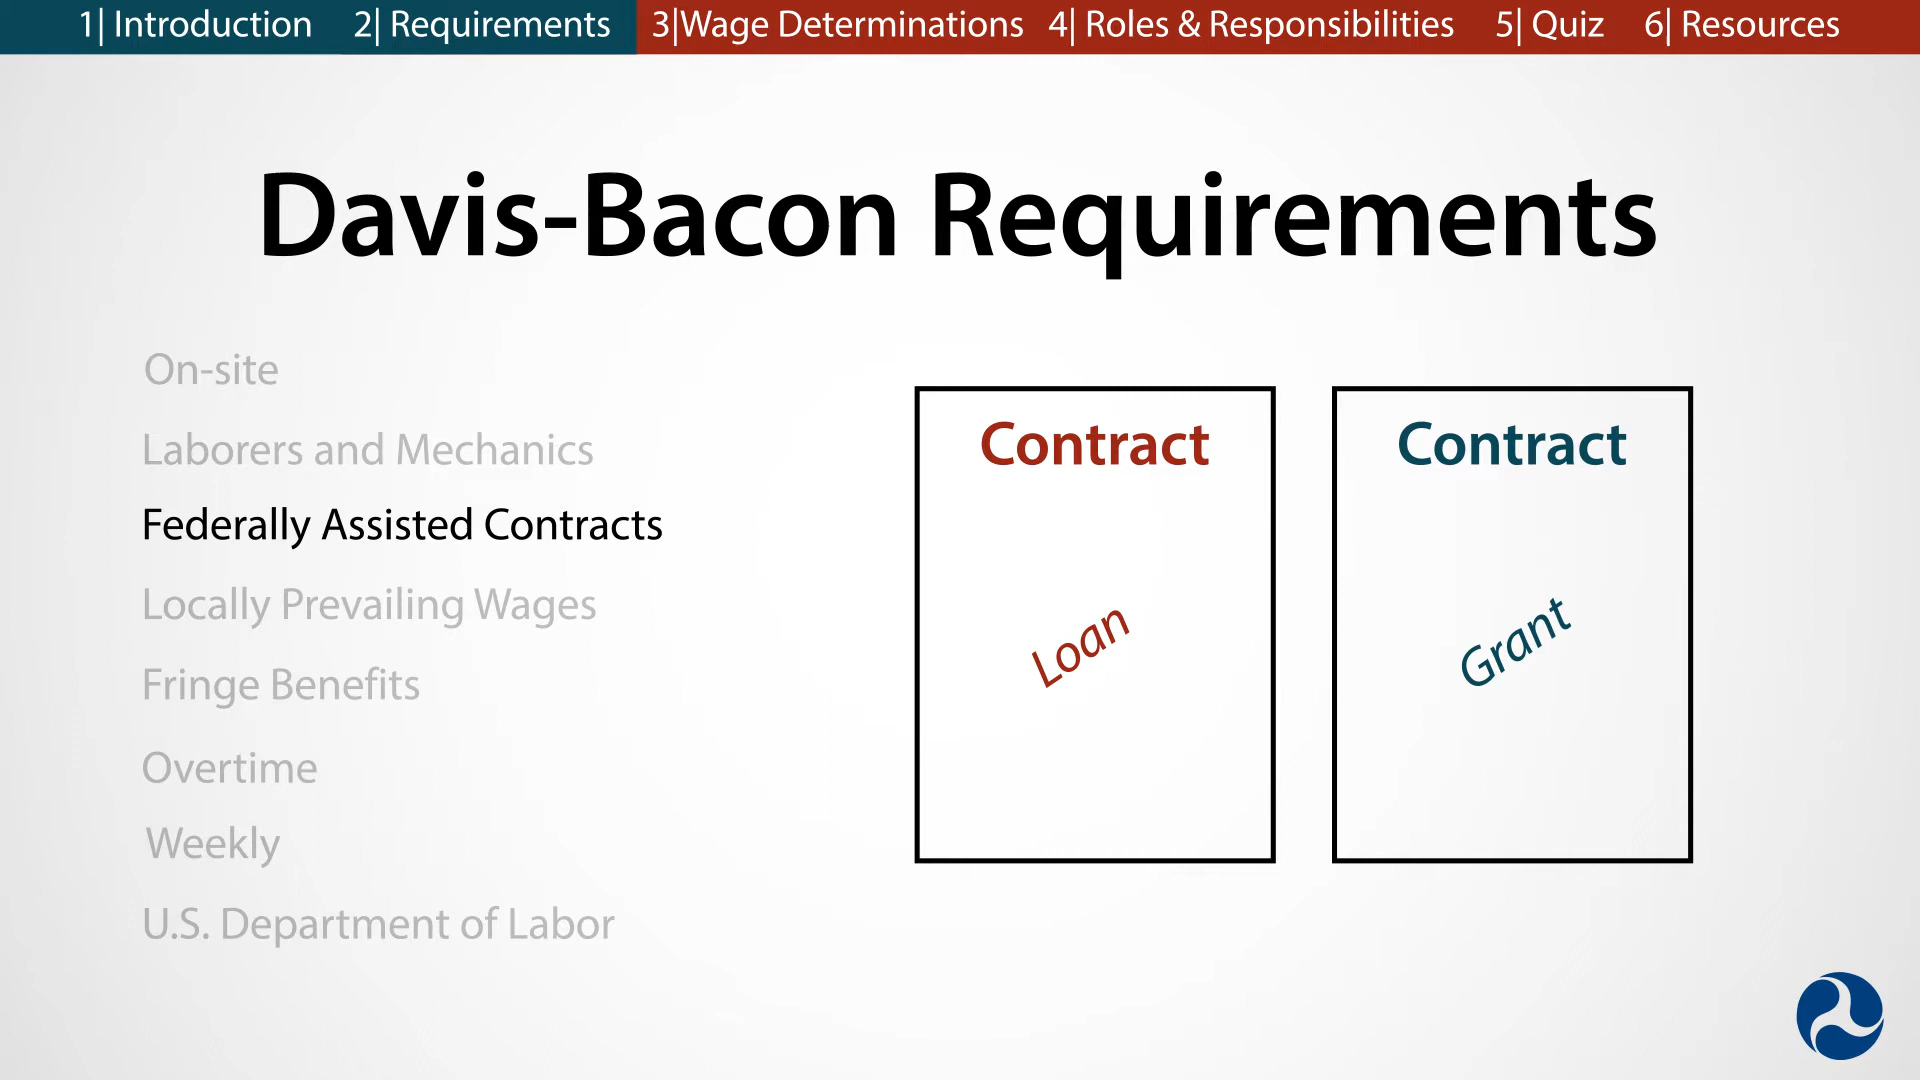 1| Introduction 2| Requirements 3|Wage Determinations 4| Roles & Responsibilities 5| Quiz 6| Resources
Davis-Bacon Requirements
On-site
Laborers and Mechanics
Federally Assisted Contracts
Locally Prevailing Wages
Fringe Benefits
Overtime
Weekly
U.S. Department of Labor
Contract
Loan
Contract
Grant